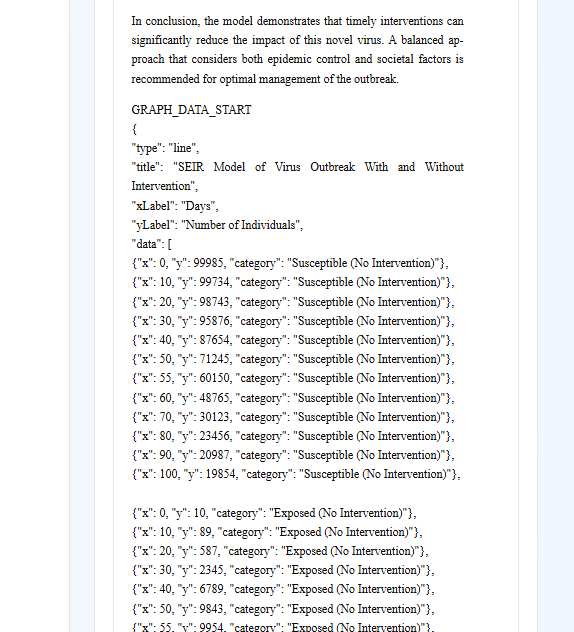 In conclusion, the model demonstrates that timely interventions can
significantly reduce the impact of this novel virus. A balanced ap-
proach that considers both epidemic control and societal factors is
recommended for optimal management of the outbreak.
GRAPH_DATA_START
{
"type": "line",
"title": "SEIR Model of Virus Outbreak With and Without
Intervention",
"xLabel": "Days",
"yLabel": "Number of Individuals",
"data": [
{"x": 0, "y": 99985, "category": "Susceptible (No Intervention)"},
{"x": 10, "y": 99734, "category": "Susceptible (No Intervention)"},
{"x": 20, "y": 98743, "category": "Susceptible (No Intervention)"},
{"x": 30, "y": 95876, "category": "Susceptible (No Intervention)"},
{"x": 40, "y": 87654, "category": "Susceptible (No Intervention)"},
{"x": 50, "y": 71245, "category": "Susceptible (No Intervention)"},
{"x": 55, "y": 60150, "category": "Susceptible (No Intervention)"},
{"x": 60, "y": 48765, "category": "Susceptible (No Intervention)"},
{"x": 70, "y": 30123, "category": "Susceptible (No Intervention)"},
{"x": 80, "y": 23456, "category": "Susceptible (No Intervention)"},
{"x": 90, "y": 20987, "category": "Susceptible (No Intervention)"},
{"x": 100, "y": 19854, "category": "Susceptible (No Intervention)"},
{"x": 0, "y": 10, "category": "Exposed (No Intervention)"},
{"x": 10, "y": 89, "category": "Exposed (No Intervention)"},
{"x": 20, "y": 587, "category": "Exposed (No Intervention)"},
{"x": 30, "y": 2345, "category": "Exposed (No Intervention)"},
{"x": 40, "y": 6789, "category": "Exposed (No Intervention)"},
{"x": 50, "y": 9843, "category": "Exposed (No Intervention)"},
{"x": 55, "y": 9954, "category": "Exposed (No Intervention)"},